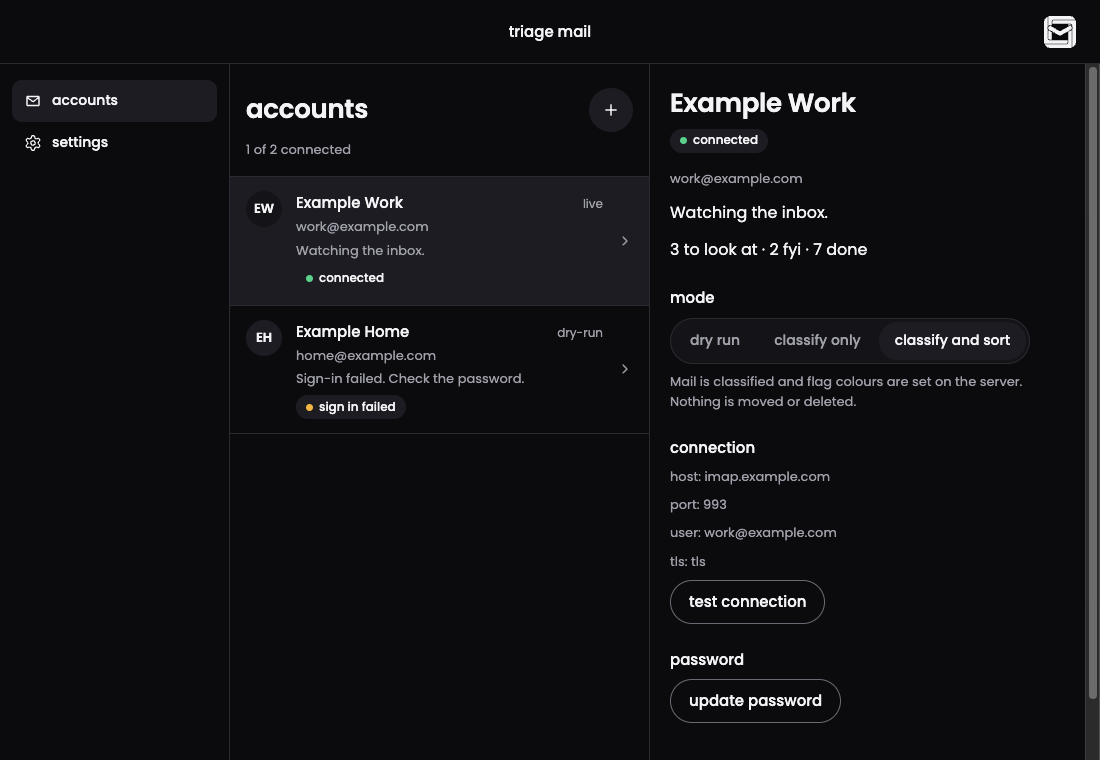 triage mail
accounts
settings
accounts
1 of 2 connected
EW
Example Work
live
work@example.com
Watching the inbox.
connected
EH
Example Home
dry-run
home@example.com
Sign-in failed. Check the password.
sign in failed
Example Work
connected
work@example.com
Watching the inbox.
3 to look at · 2 fyi · 7 done
mode
dry run
classify only
classify and sort
Mail is classified and flag colours are set on the server.
Nothing is moved or deleted.
connection
host: imap.example.com
port: 993
user: work@example.com
tls: tls
test connection
password
update password